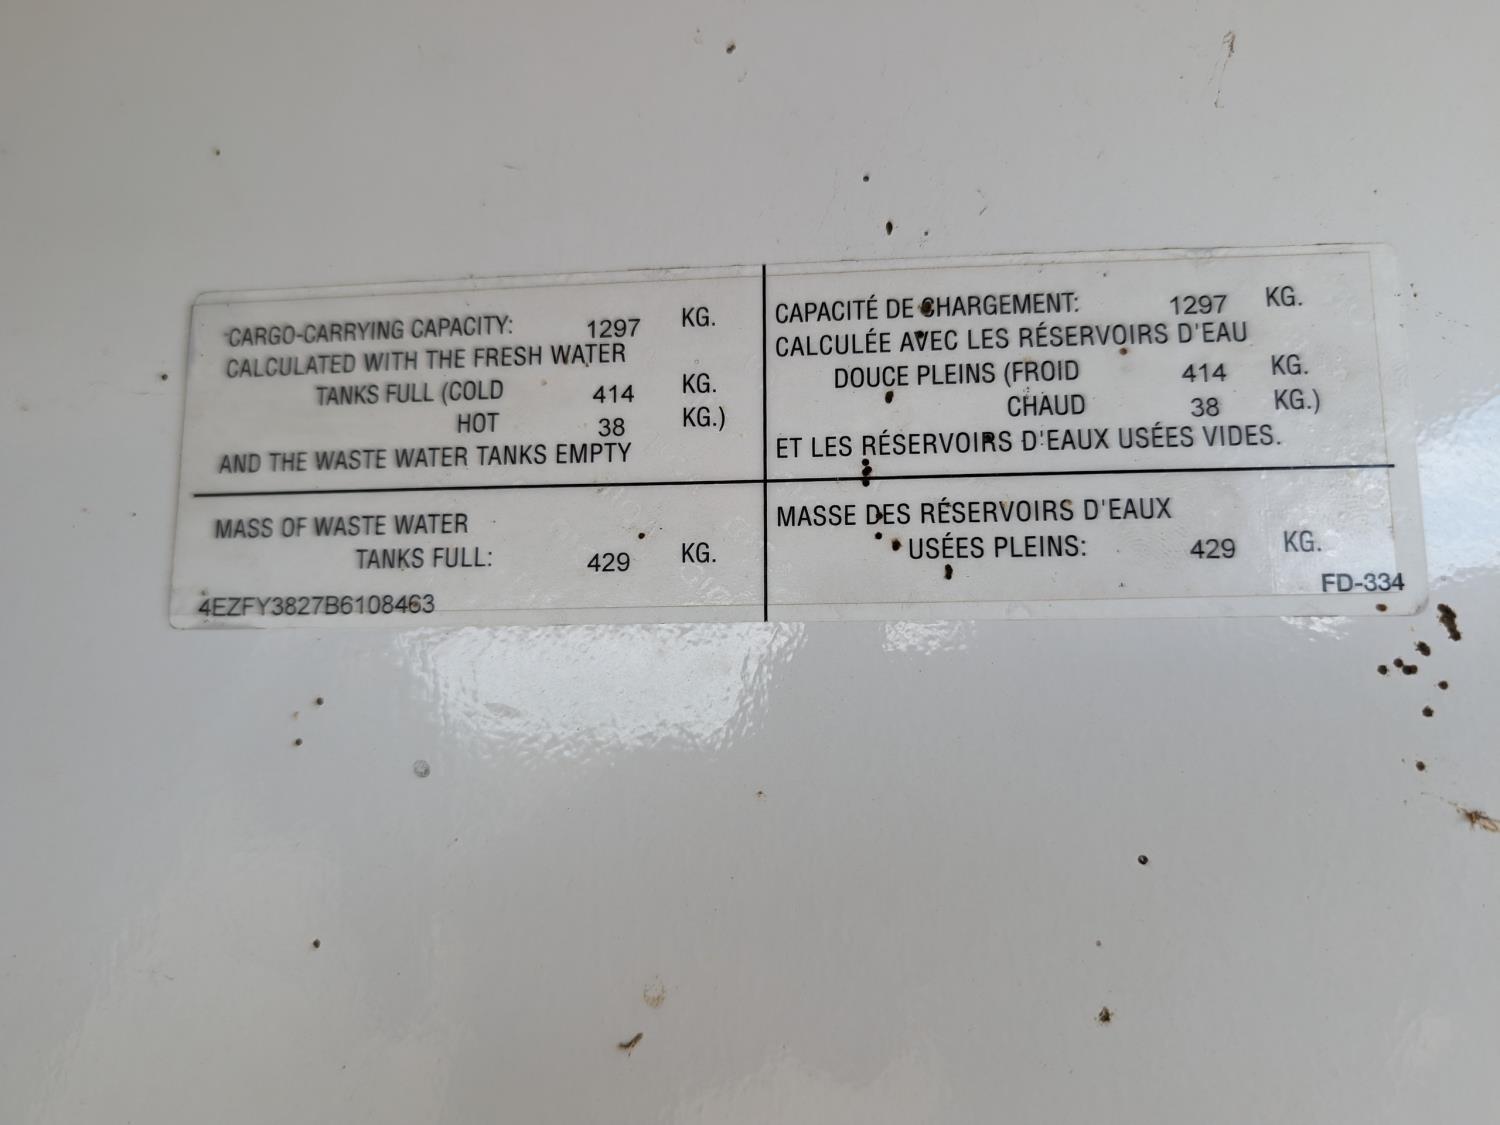 CARGO-CARRYING CAPACITY: 1297 KG.
CALCULATED WITH THE FRESH WATER
TANKS FULL (COLD 414 KG.
HOT 38 KG.)
AND THE WASTE WATER TANKS EMPTY
MASS OF WASTE WATER
TANKS FULL: 429 KG.
4EZFY3827B6108463
CAPACITÉ DE CHARGEMENT: 1297 KG.
CALCULÉE AVEC LES RÉSERVOIRS D'EAU
DOUCE PLEINS (FROID 414 KG.
CHAUD 38 KG.)
ET LES RÉSERVOIRS D'EAUX USÉES VIDES.
MASSE DES RÉSERVOIRS D'EAUX
USÉES PLEINS: 429 KG.
FD-334